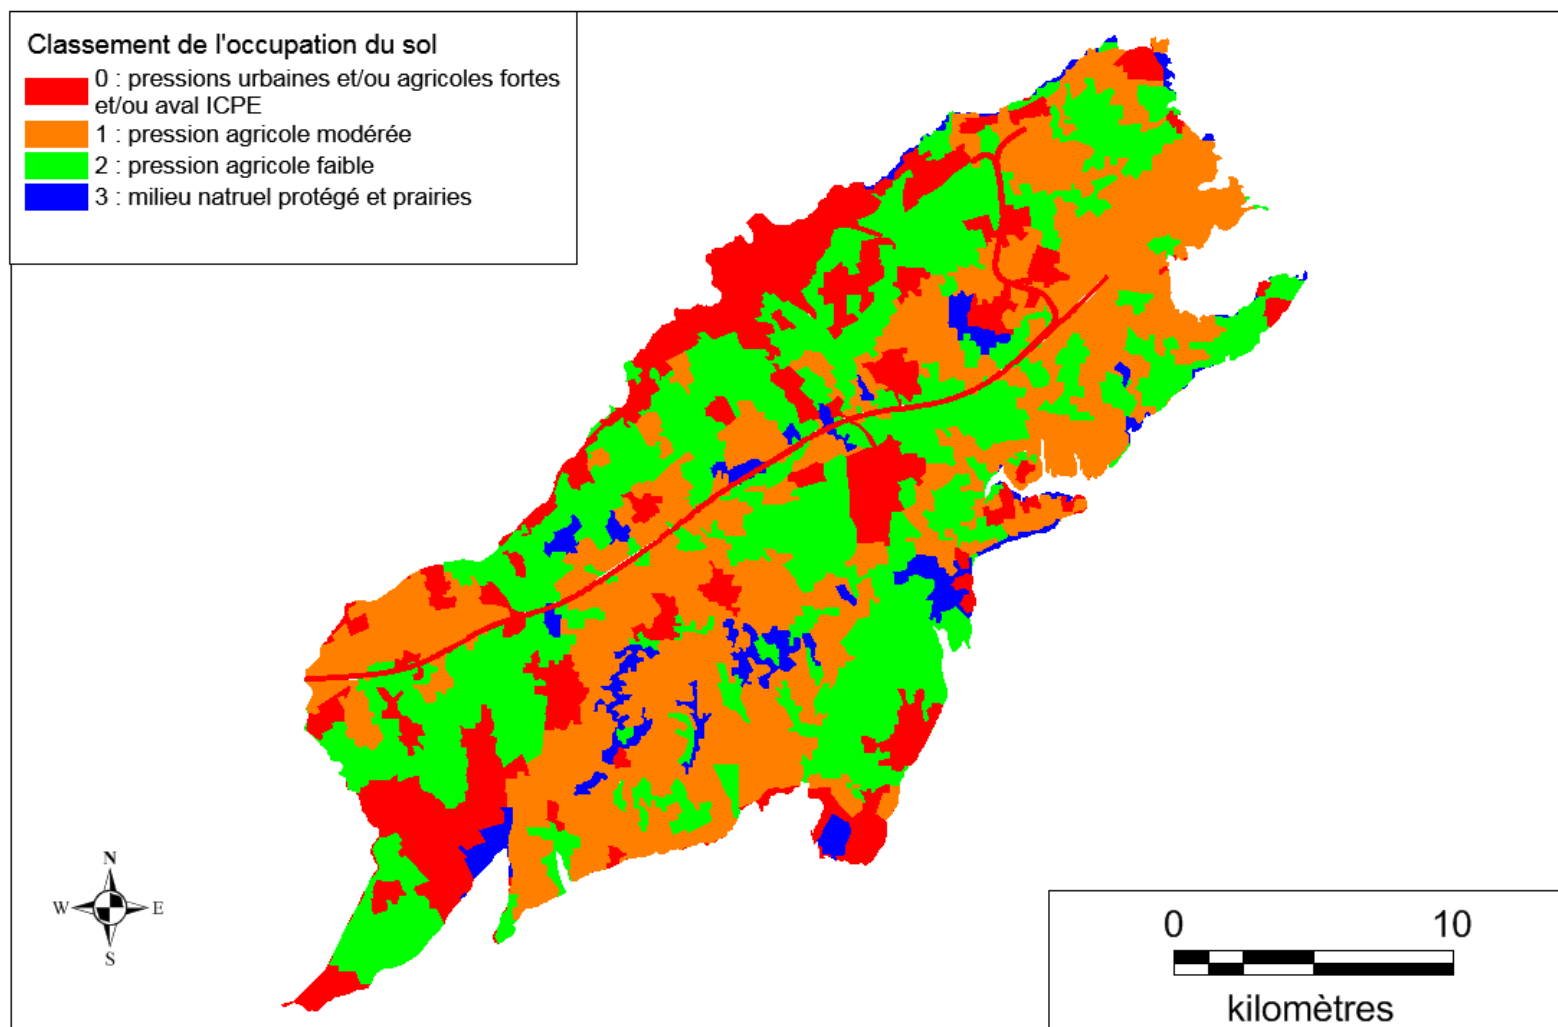 Classement de l'occupation du sol
0 : pressions urbaines et/ou agricoles fortes
et/ou aval ICPE
1 : pression agricole modérée
2 : pression agricole faible
3 : milieu natruel protégé et prairies
N
W E
S
0 10
kilomètres